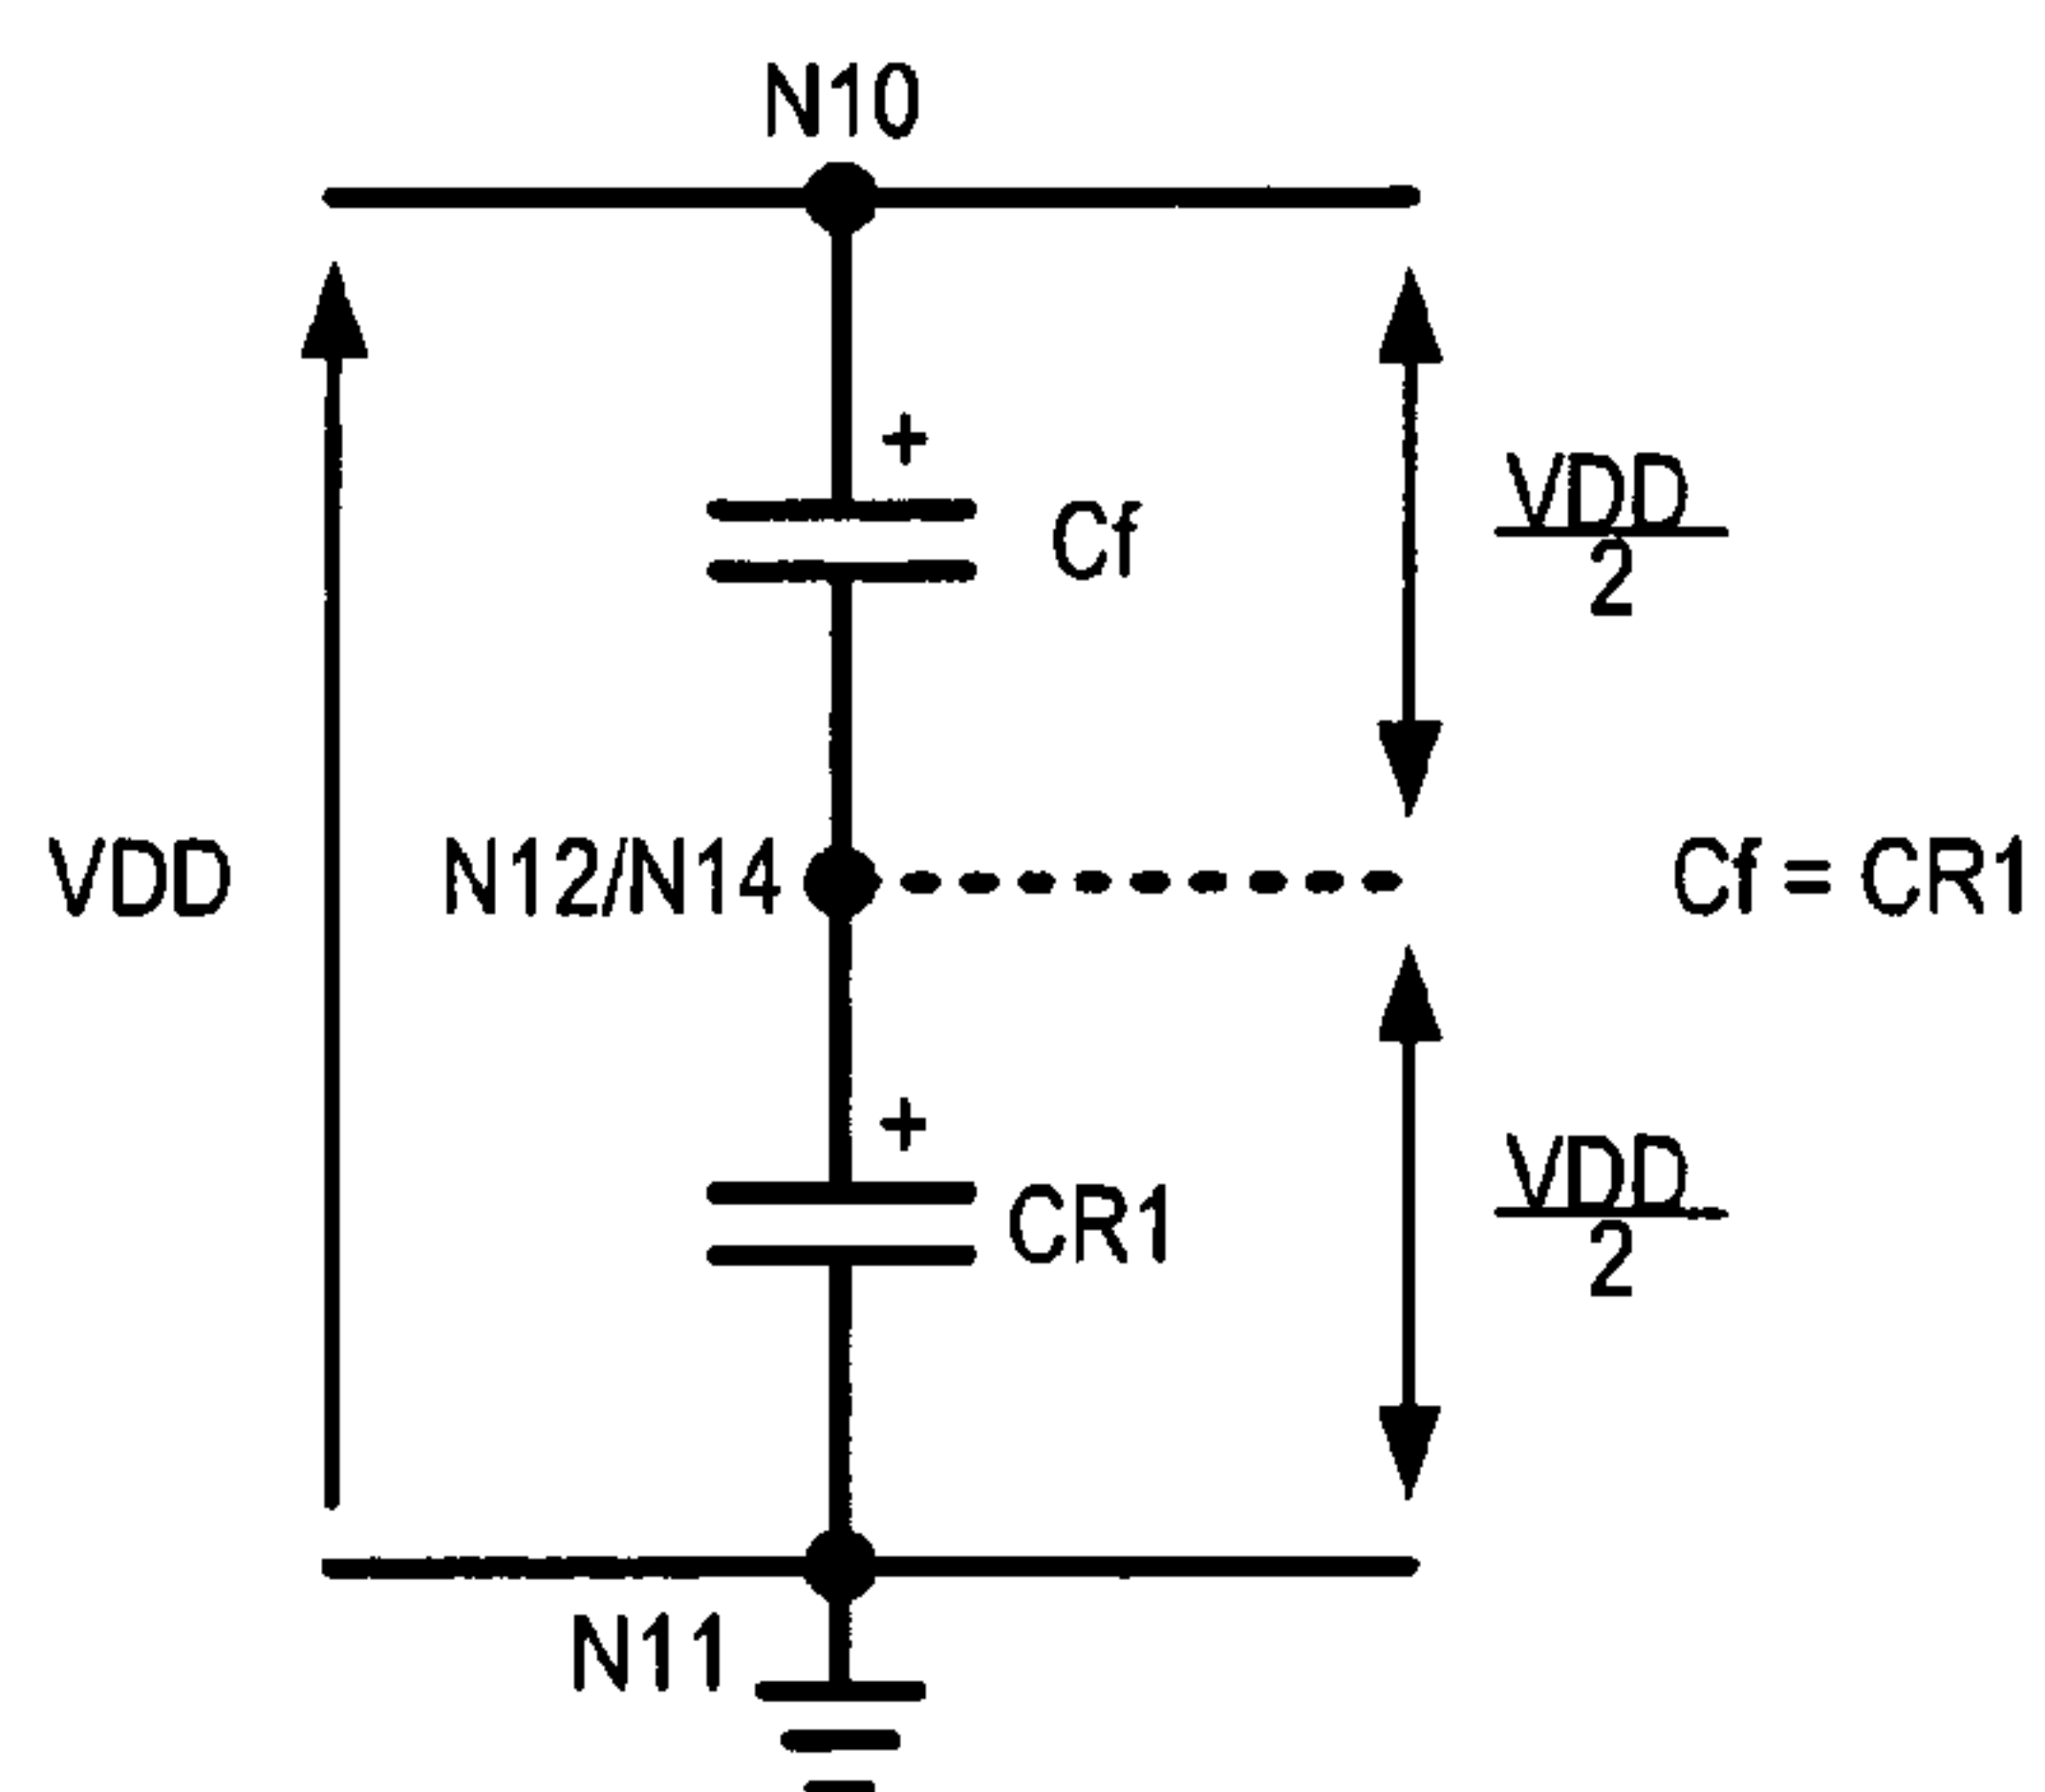 N10
+
Cf
VDD
2
VDD
N12/N14
Cf = CR1
+
CR1
VDD
2
N11